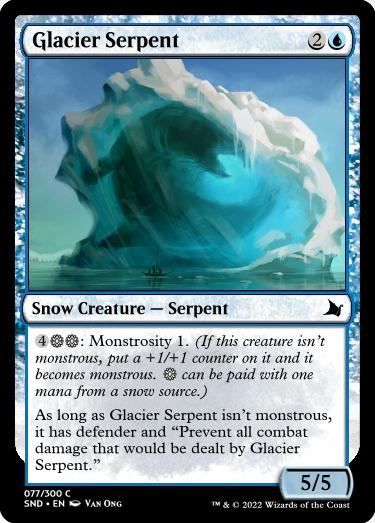 Glacier Serpent 2
Snow Creature — Serpent
4: Monstrosity 1. (If this creature isn't
monstrous, put a +1/+1 counter on it and it
becomes monstrous. can be paid with one
mana from a snow source.)
As long as Glacier Serpent isn't monstrous,
it has defender and “Prevent all combat
damage that would be dealt by Glacier
Serpent.”
5/5
077/300 C
SND • EN Van Ong
™ & © 2022 Wizards of the Coast